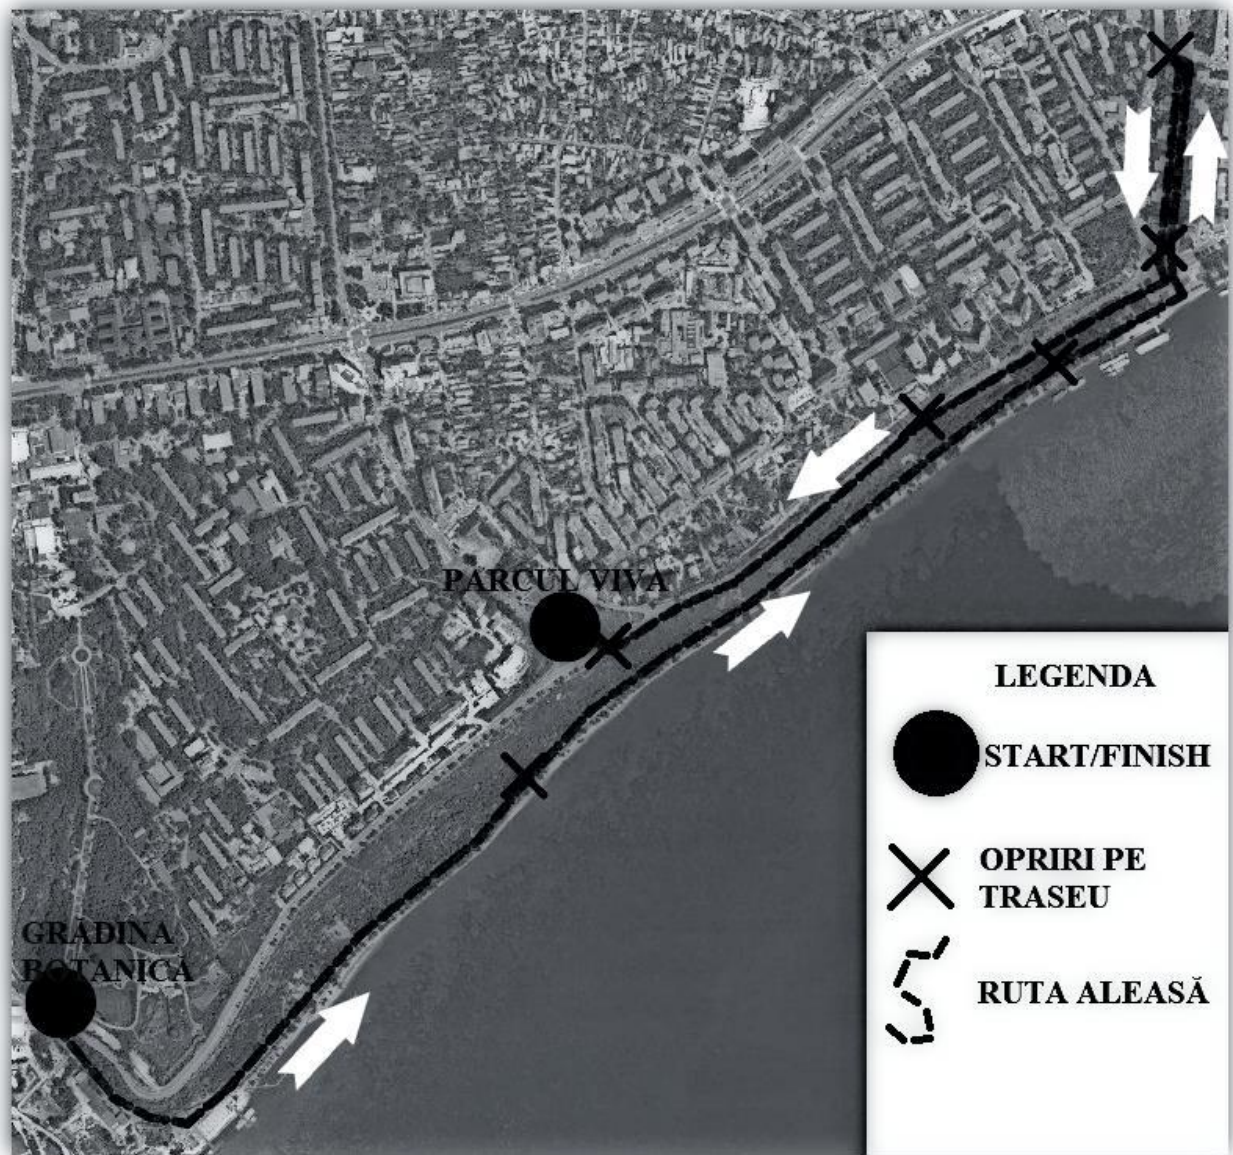 PARCUL VIVA
GRĂDINA
BOTANICĂ
LEGENDA
START/FINISH
OPRIRI PE
TRASEU
RUTA ALEASĂ